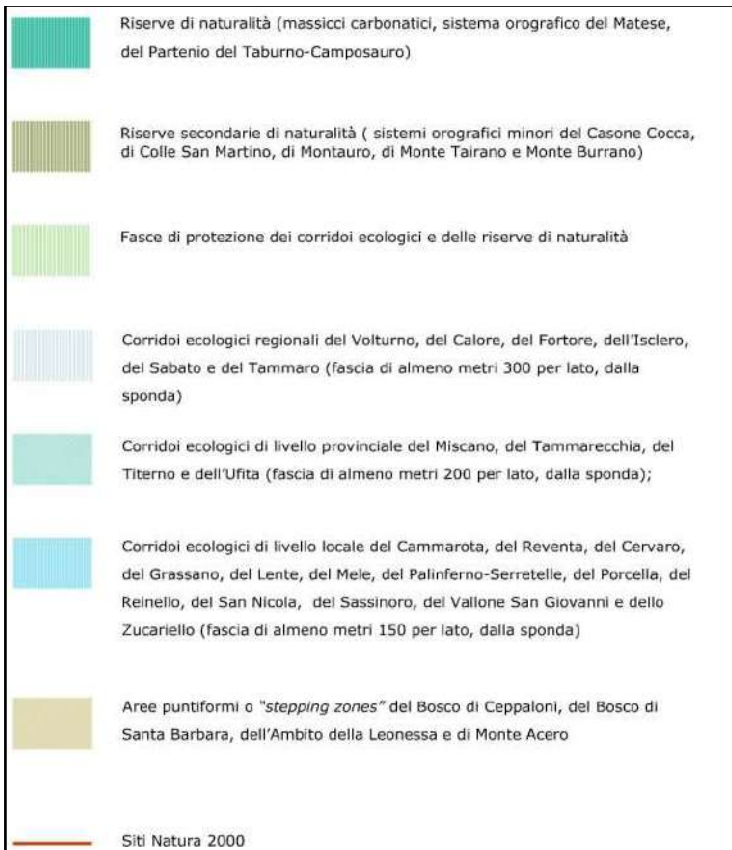 Riserve di naturalità (massicci carbonatici, sistema orografico del Matese,
del Partenio del Taburno-Camposauro)
Riserve secondarie di naturalità ( sistemi orografici minori del Casone Cocca,
di Colle San Martino, di Montauro, di Monte Tairano e Monte Burrano)
Fasce di protezione dei corridoi ecologici e delle riserve di naturalità
Corridoi ecologici regionali del Volturno, del Calore, del Fortore, dell'Isclero,
del Sabato e del Tammaro (fascia di almeno metri 300 per lato, dalla
sponda)
Corridoi ecologici di livello provinciale del Miscano, del Tammarecchia, del
Titerno e dell'Ufita (fascia di almeno metri 200 per lato, dalla sponda);
Corridoi ecologici di livello locale del Cammarota, del Reventa, del Cervaro,
del Grassano, del Lente, del Mele, del Palinferno-Serretelle, del Porcella, del
Reinello, del San Nicola, del Sassinoro, del Vallone San Giovanni e dello
Zucariello (fascia di almeno metri 150 per lato, dalla sponda)
Aree puntiformi o "stepping zones" del Bosco di Ceppaloni, del Bosco di
Santa Barbara, dell'Ambito della Leonessa e di Monte Acero
Siti Natura 2000